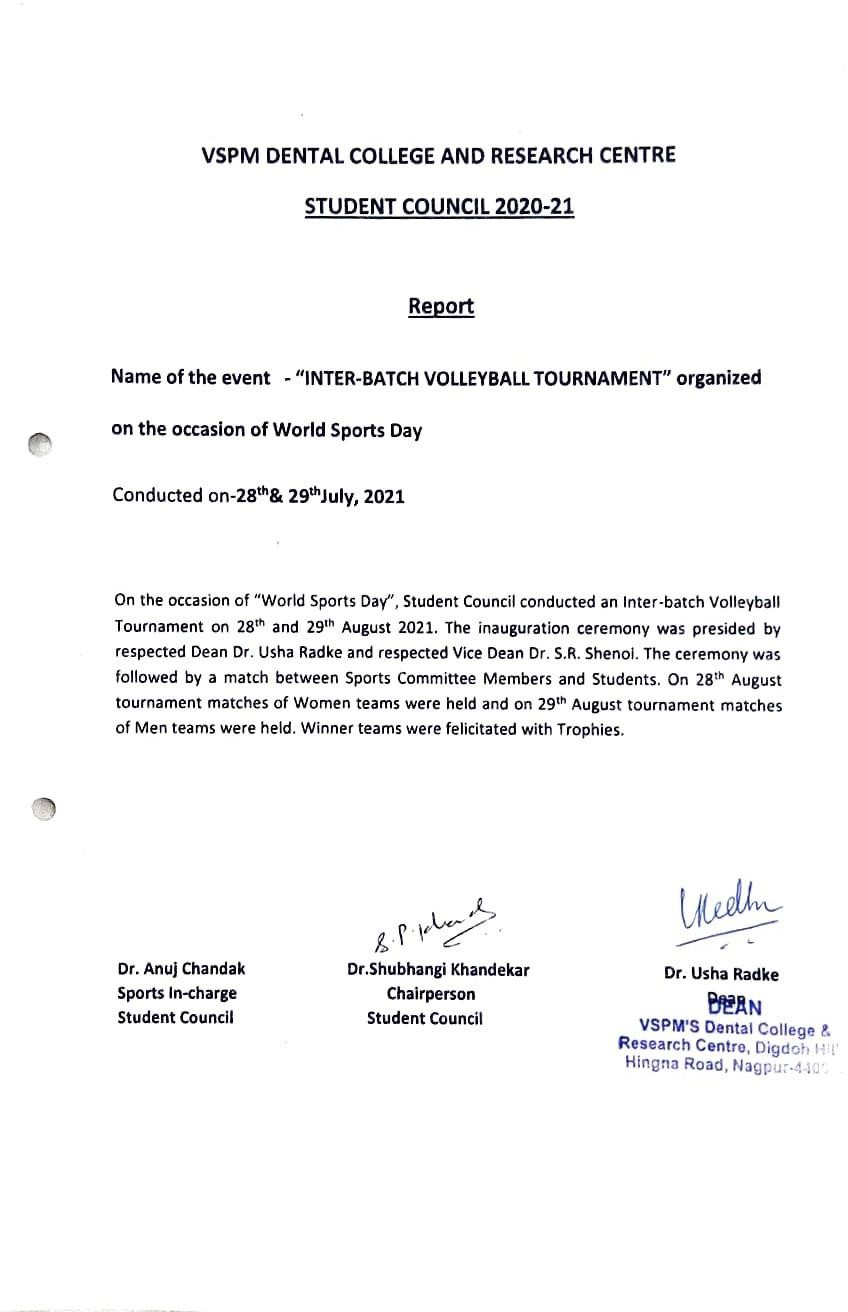 VSPM DENTAL COLLEGE AND RESEARCH CENTRE
STUDENT COUNCIL 2020-21
Report
Name of the event - “INTER-BATCH VOLLEYBALL TOURNAMENT” organized
on the occasion of World Sports Day
Conducted on-28th& 29thJuly, 2021
On the occasion of “World Sports Day”, Student Council conducted an Inter-batch Volleyball
Tournament on 28th and 29th August 2021. The inauguration ceremony was presided by
respected Dean Dr. Usha Radke and respected Vice Dean Dr. S.R. Shenoi. The ceremony was
followed by a match between Sports Committee Members and Students. On 28th August
tournament matches of Women teams were held and on 29th August tournament matches
of Men teams were held. Winner teams were felicitated with Trophies.
Dr. Anuj Chandak
Sports In-charge
Student Council
Dr.Shubhangi Khandekar
Chairperson
Student Council
Dr. Usha Radke
Dean
DEAN
VSPM'S Dental College &
Research Centre, Digdoh
Hingna Road,